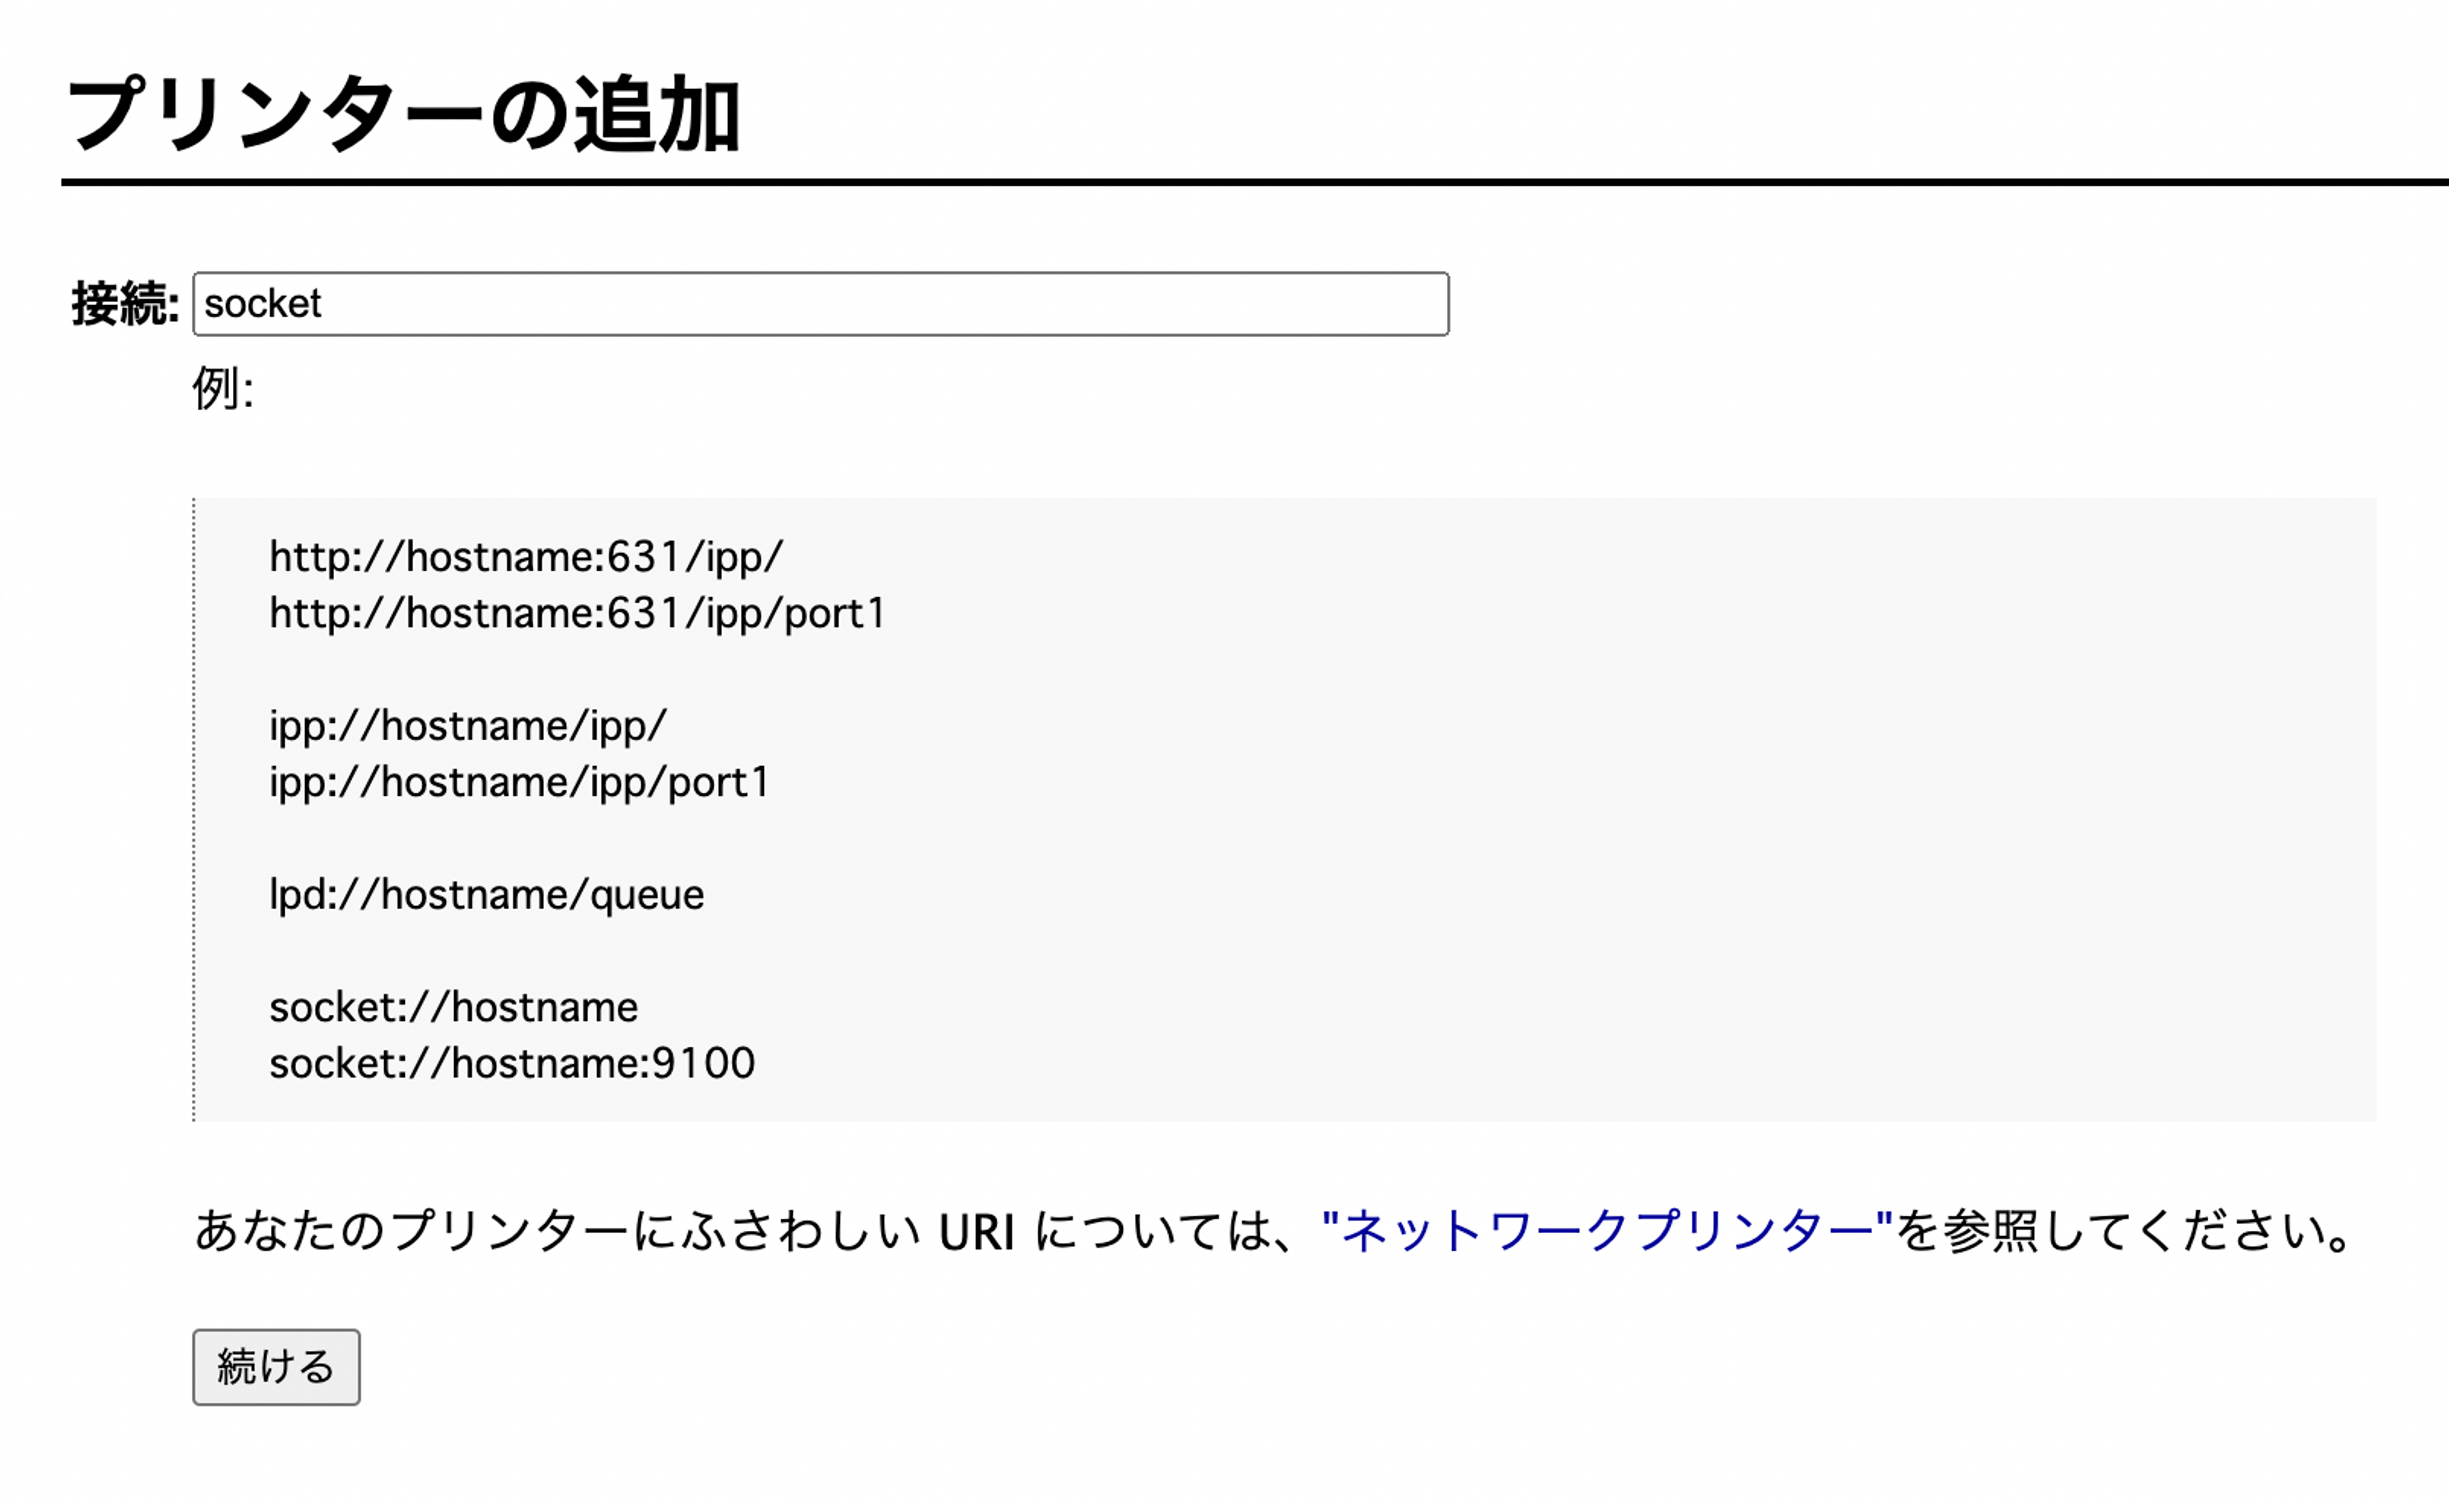 プリンターの追加
接続: socket
例:
http://hostname:631/ipp/
http://hostname:631/ipp/port1
ipp://hostname/ipp/
ipp://hostname/ipp/port1
lpd://hostname/queue
socket://hostname
socket://hostname:9100
あなたのプリンターにふさわしい URI については、"ネットワークプリンター"を参照してください。
続ける